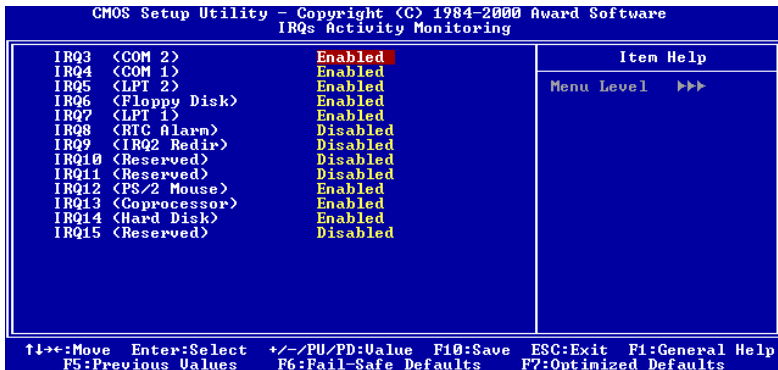 CMOS Setup Utility - Copyright (C) 1984-2000 Award Software
IRQs Activity Monitoring
IRQ3 (COM 2) Enabled
IRQ4 (COM 1) Enabled
IRQ5 (LPT 2) Enabled
IRQ6 (Floppy Disk) Enabled
IRQ7 (LPT 1) Enabled
IRQ8 (RTC Alarm) Disabled
IRQ9 (IRQ2 Redir) Disabled
IRQ10 (Reserved) Disabled
IRQ11 (Reserved) Disabled
IRQ12 (PS/2 Mouse) Enabled
IRQ13 (Coprocessor) Enabled
IRQ14 (Hard Disk) Enabled
IRQ15 (Reserved) Disabled
Item Help
Menu Level ▸▸▸
↑↓→←:Move Enter:Select +/-/PU/PD:Value F10:Save ESC:Exit F1:General Help
F5:Previous Values F6:Fail-Safe Defaults F7:Optimized Defaults